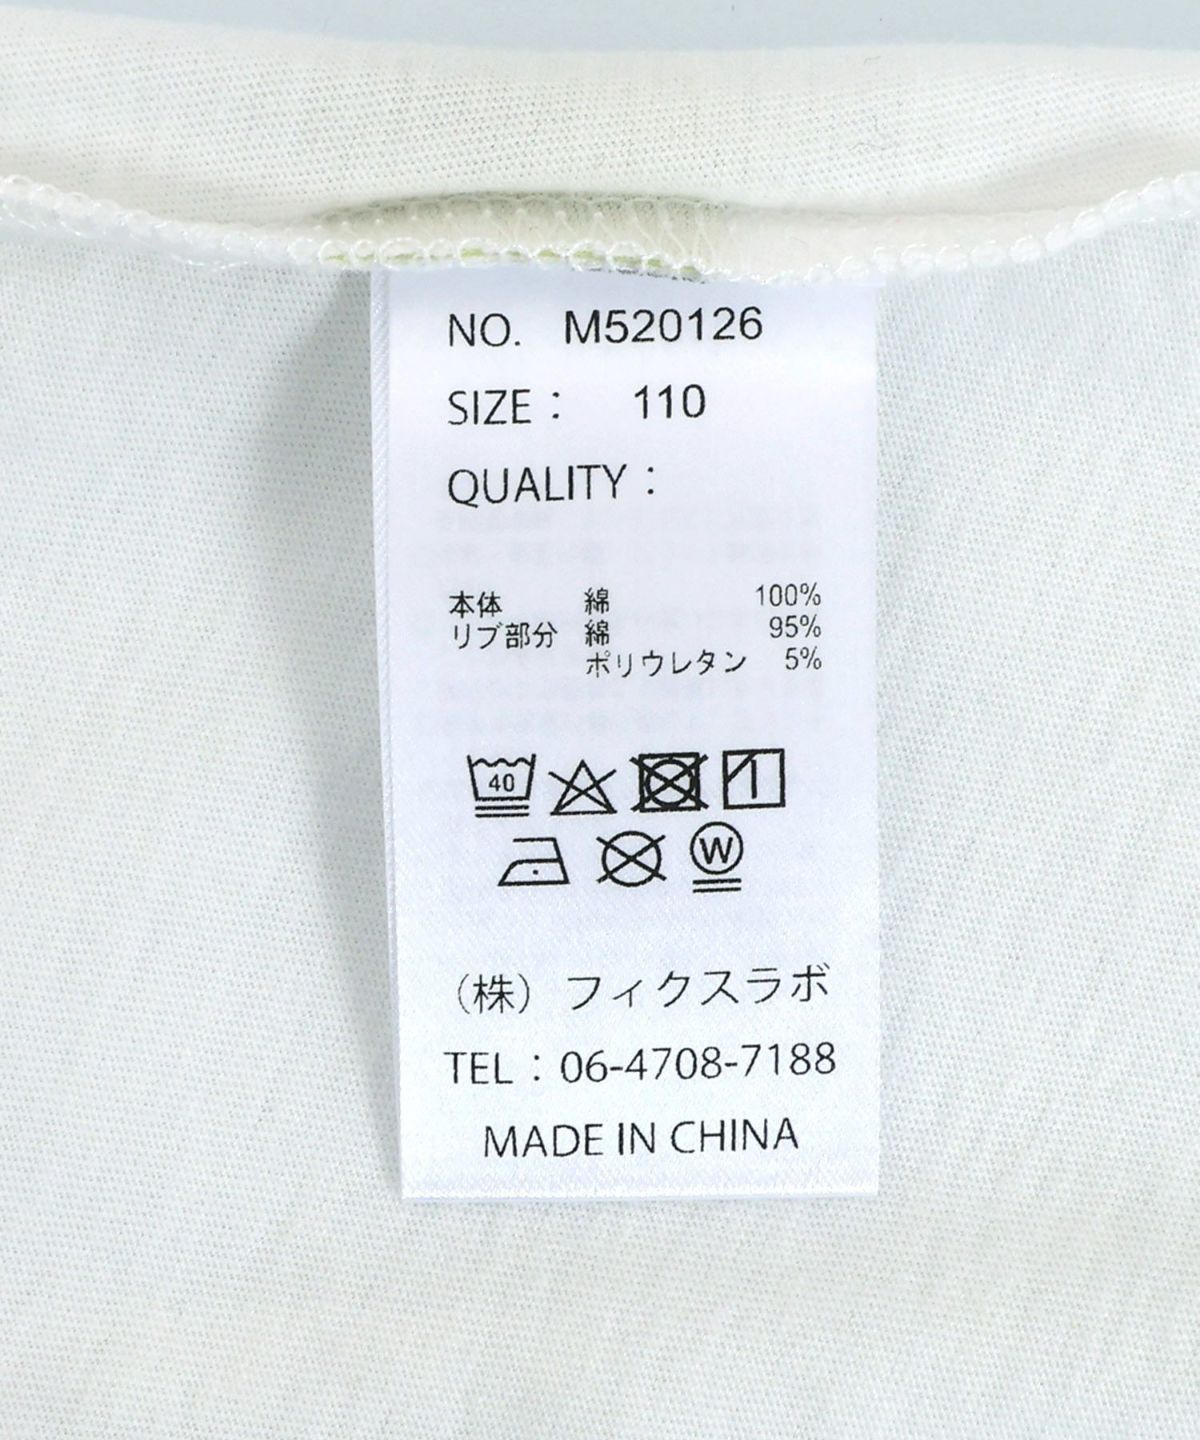 NO. M520126
SIZE： 110
QUALITY：
本体 綿 100%
リブ部分 綿 95%
ポリウレタン 5%
40
W
（株）フィクスラボ
TEL：06-4708-7188
MADE IN CHINA